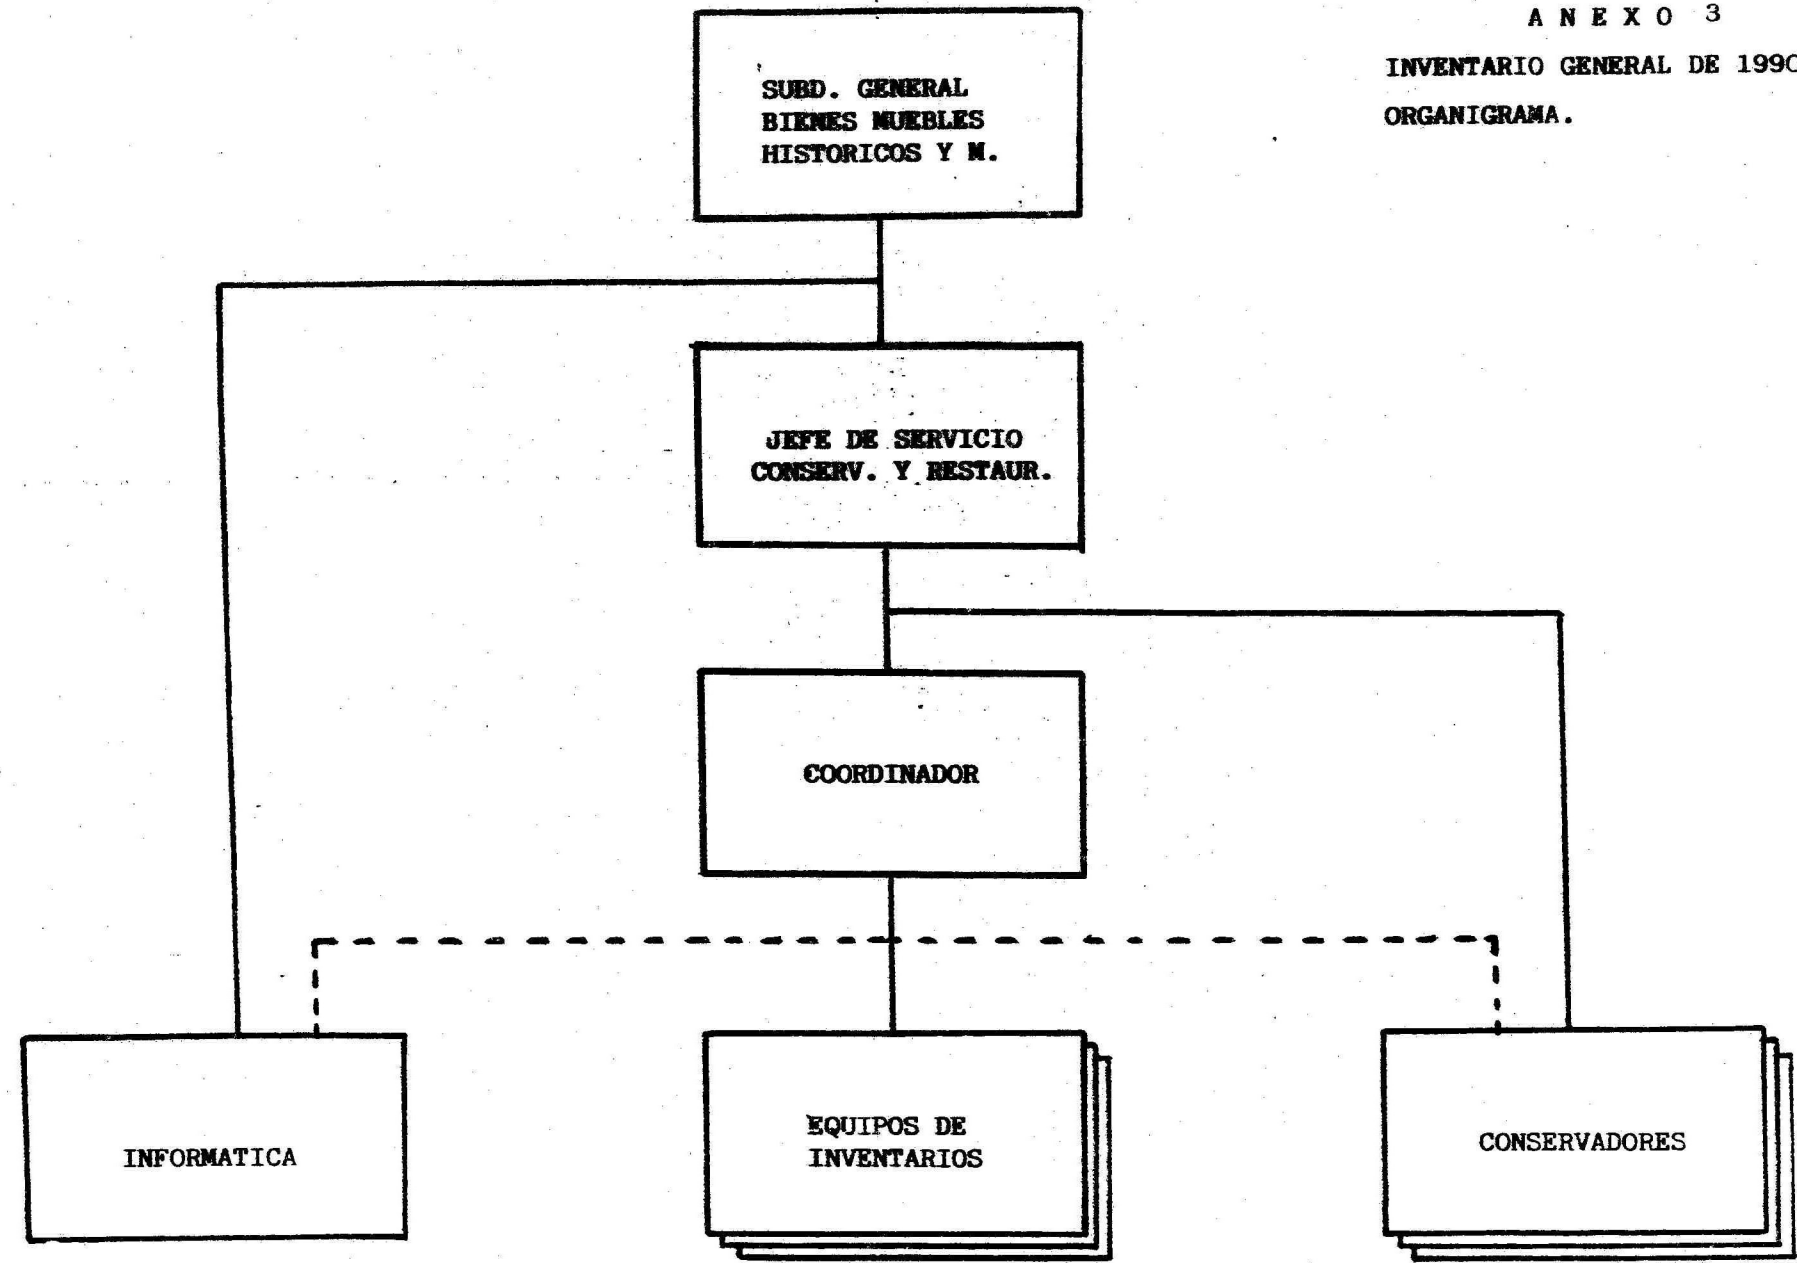 A N E X O 3
INVENTARIO GENERAL DE 1990
ORGANIGRAMA.
SUBD. GENERAL
BIENES MUEBLES
HISTORICOS Y M.
JEFE DE SERVICIO
CONSERV. Y RESTAUR.
COORDINADOR
INFORMATICA
EQUIPOS DE
INVENTARIOS
CONSERVADORES